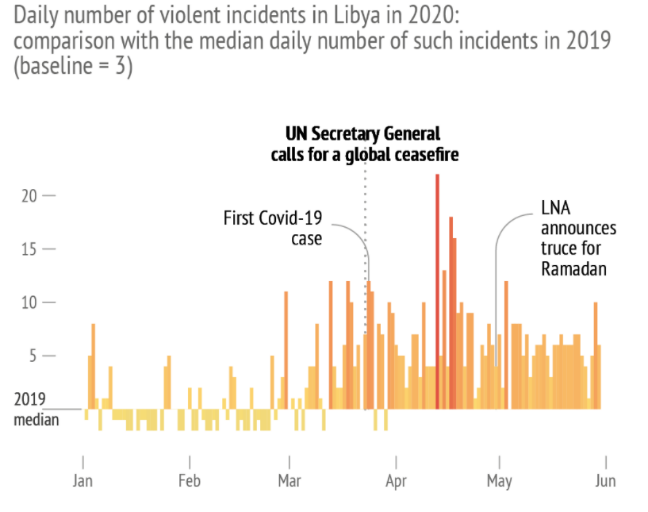 Daily number of violent incidents in Libya in 2020:
comparison with the median daily number of such incidents in 2019
(baseline = 3)
UN Secretary General
calls for a global ceasefire
20
First Covid-19
case
LNA
announces
truce for
Ramadan
15
10
5
2019
median
Jan Feb Mar Apr May Jun